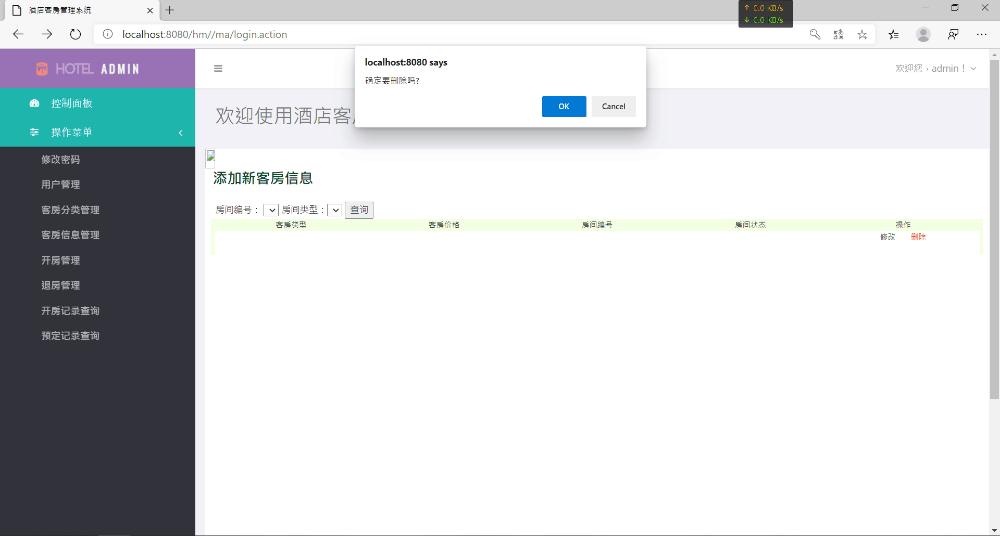 酒店客房管理系统
↑ 0.0 KB/s
↓ 0.0 KB/s
localhost:8080/hm//ma/login.action
HOTEL ADMIN
欢迎您，admin！
localhost:8080 says
确定要删除吗?
OK
Cancel
控制面板
操作菜单
修改密码
用户管理
客房分类管理
客房信息管理
开房管理
退房管理
开房记录查询
预定记录查询
欢迎使用酒店客
添加新客房信息
房间编号： 房间类型： 查询
客房类型 客房价格 房间编号 房间状态 操作
修改 删除